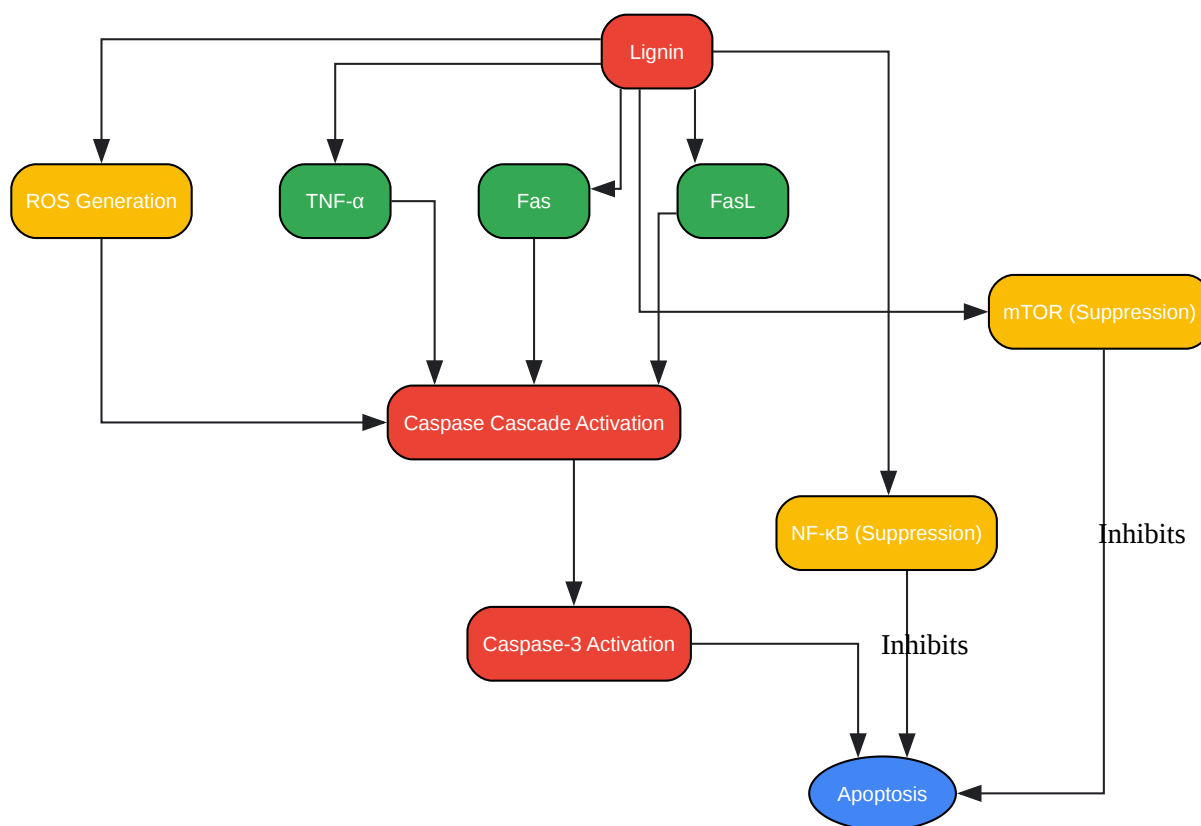 Lignin
ROS Generation
TNF-α
Fas
FasL
mTOR (Suppression)
Caspase Cascade Activation
NF-κB (Suppression)
Inhibits
Caspase-3 Activation
Inhibits
Apoptosis